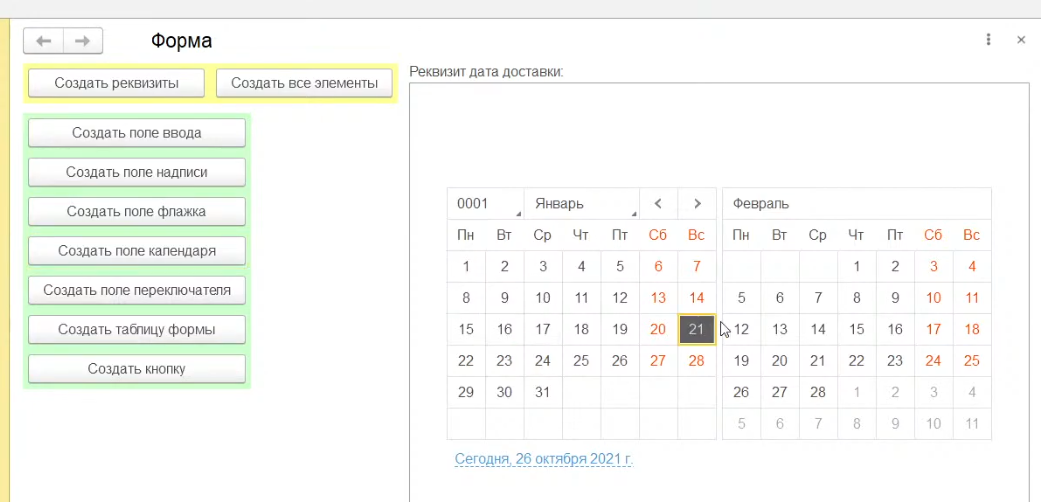 Форма
Создать реквизиты Создать все элементы
Создать поле ввода
Создать поле надписи
Создать поле флажка
Создать поле календаря
Создать поле переключателя
Создать таблицу формы
Создать кнопку
Реквизит дата доставки:
0001 Январь < >
Пн Вт Ср Чт Пт Сб Вс
1 2 3 4 5 6 7
8 9 10 11 12 13 14
15 16 17 18 19 20 21
22 23 24 25 26 27 28
29 30 31
Февраль
Пн Вт Ср Чт Пт Сб Вс
1 2 3 4
5 6 7 8 9 10 11
12 13 14 15 16 17 18
19 20 21 22 23 24 25
26 27 28 1 2 3 4
5 6 7 8 9 10 11
Сегодня, 26 октября 2021 г.